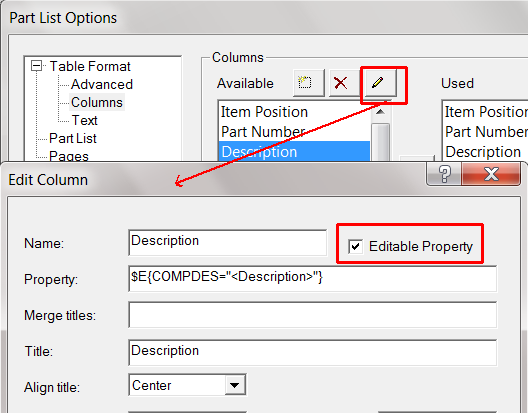 Part List Options
Table Format
Advanced
Columns
Text
Part List
Pages
Columns
Available
Used
Item Position
Part Number
Description
Item Position
Part Number
Description
Edit Column
?
Name:
Description
Editable Property
Property:
$E{COMPDES="<Description>"}
Merge titles:
Title:
Description
Align title:
Center